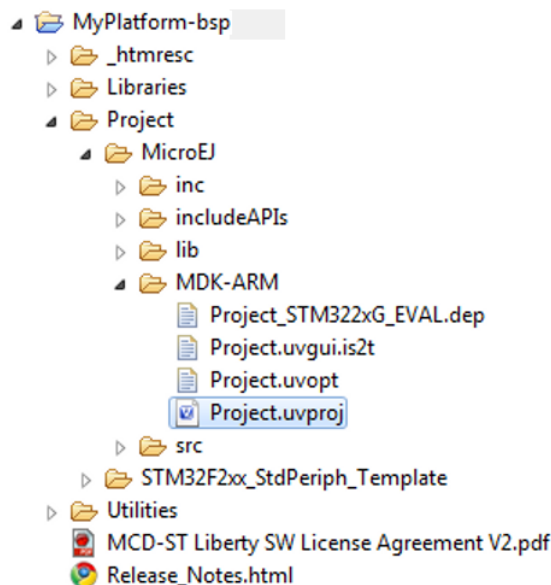 MyPlatform-bsp
_htmresc
Libraries
Project
MicroEJ
inc
includeAPIs
lib
MDK-ARM
Project_STM322xG_EVAL.dep
Project.uvgui.is2t
Project.uvopt
Project.uvproj
src
STM32F2xx_StdPeriph_Template
Utilities
MCD-ST Liberty SW License Agreement V2.pdf
Release_Notes.html